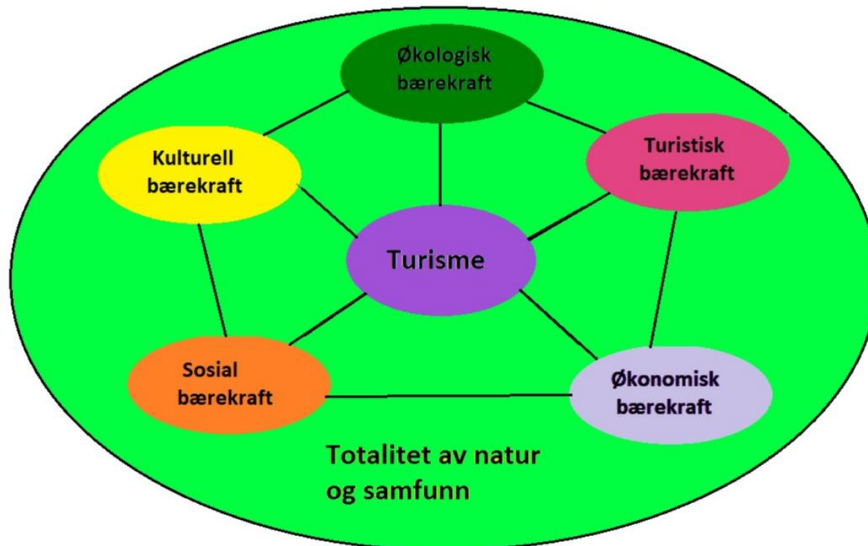 Økologisk
bærekraft
Kulturell
bærekraft
Turistisk
bærekraft
Turisme
Sosial
bærekraft
Økonomisk
bærekraft
Totalitet av natur
og samfunn